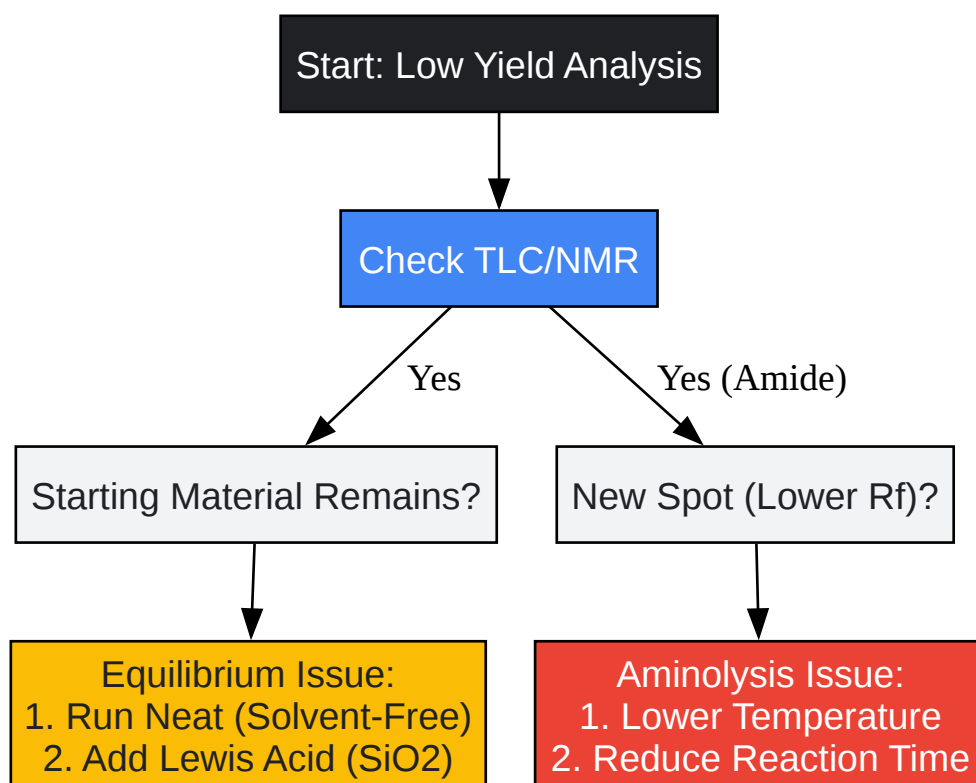 Start: Low Yield Analysis
Check TLC/NMR
Yes
Yes (Amide)
Starting Material Remains?
New Spot (Lower Rf)?
Equilibrium Issue:
1. Run Neat (Solvent-Free)
2. Add Lewis Acid (SiO2)
Aminolysis Issue:
1. Lower Temperature
2. Reduce Reaction Time